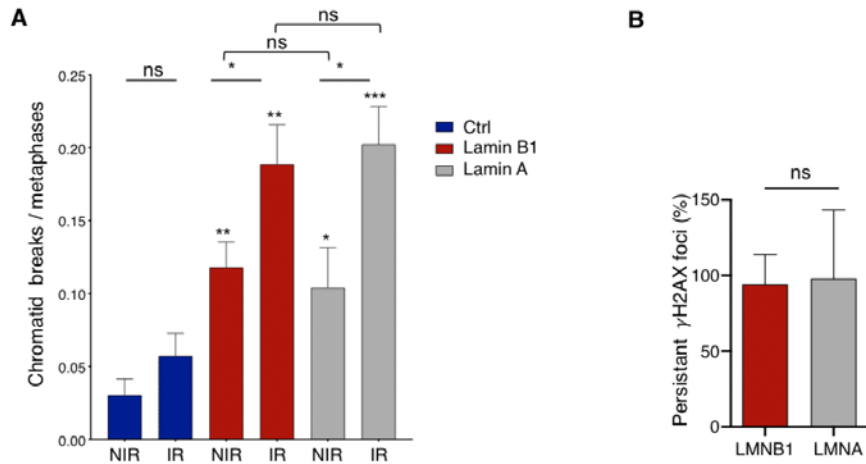 A
B
ns
ns
ns
*
*
0.25
0.20
0.15
0.10
0.05
0.00
Chromatid breaks / metaphases
**
**
*
***
NIR IR NIR IR NIR IR
Ctrl
Lamin B1
Lamin A
ns
150
100
50
0
Persistant γH2AX foci (%)
LMNB1 LMNA